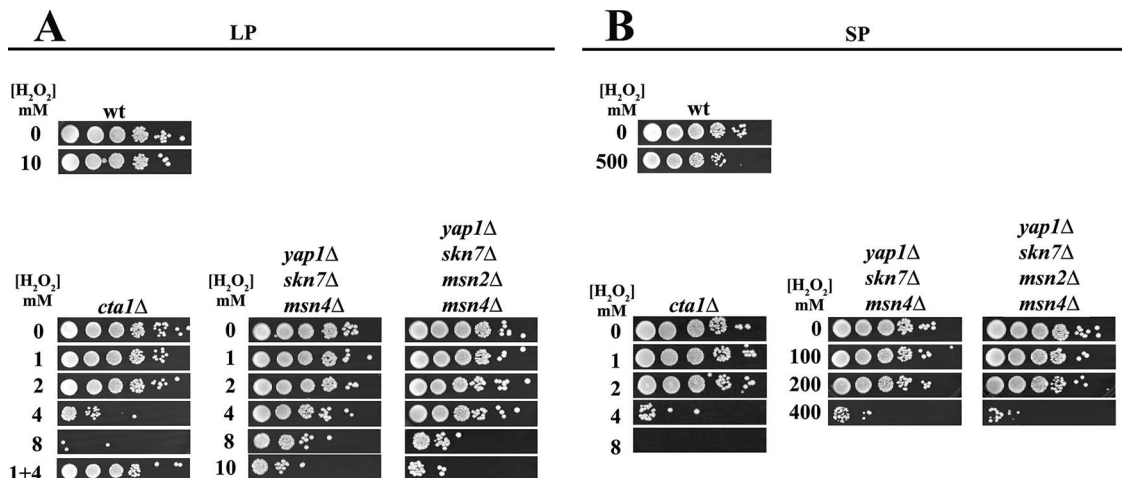 A LP
[H₂O₂]
mM
wt
0
10
yap1Δ
skn7Δ
msn4Δ
yap1Δ
skn7Δ
msn2Δ
msn4Δ
[H₂O₂]
mM
cta1Δ
[H₂O₂]
mM
0
1
2
4
8
1+4
0
1
2
4
8
10
B SP
[H₂O₂]
mM
wt
0
500
yap1Δ
skn7Δ
msn4Δ
yap1Δ
skn7Δ
msn2Δ
msn4Δ
[H₂O₂]
mM
cta1Δ
0
1
2
4
8
0
100
200
400